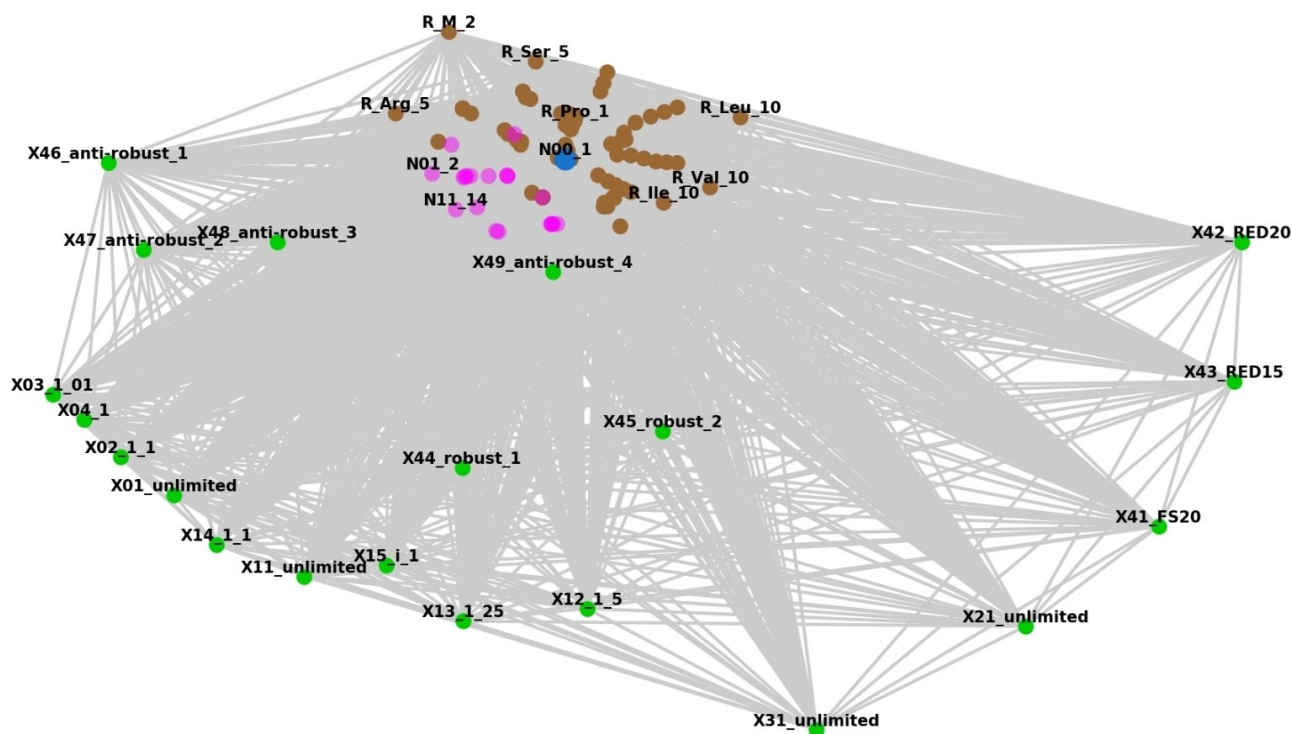 R_M_2
R_Ser_5
R_Arg_5
R_Pro_1
R_Leu_10
X46_anti-robust_1
N01_2
N00_1
R_Val_10
N11_14
R_Ile_10
X47_anti-robust_2
X48_anti-robust_3
X42_RED20
X49_anti-robust_4
X03_1_01
X43_RED15
X04_1
X45_robust_2
X02_1_1
X44_robust_1
X01_unlimited
X41_FS20
X14_1_1
X15_i_1
X11_unlimited
X12_1_5
X13_1_25
X21_unlimited
X31_unlimited